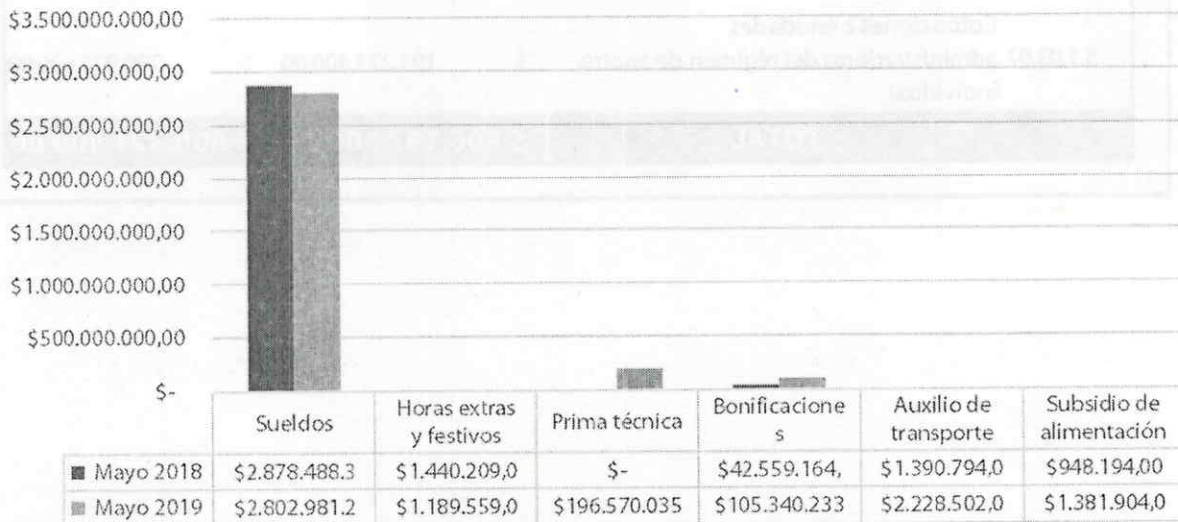 $3.500.000.000,00
$3.000.000.000,00
$2.500.000.000,00
$2.000.000.000,00
$1.500.000.000,00
$1.000.000.000,00
$500.000.000,00
$-
Sueldos Horas extras y festivos Prima técnica Bonificacione s Auxilio de transporte Subsidio de alimentación
Mayo 2018 $2.878.488.3 $1.440.209,0 $- $42.559.164, $1.390.794,0 $948.194,00
Mayo 2019 $2.802.981.2 $1.189.559,0 $196.570.035 $105.340.233 $2.228.502,0 $1.381.904,0